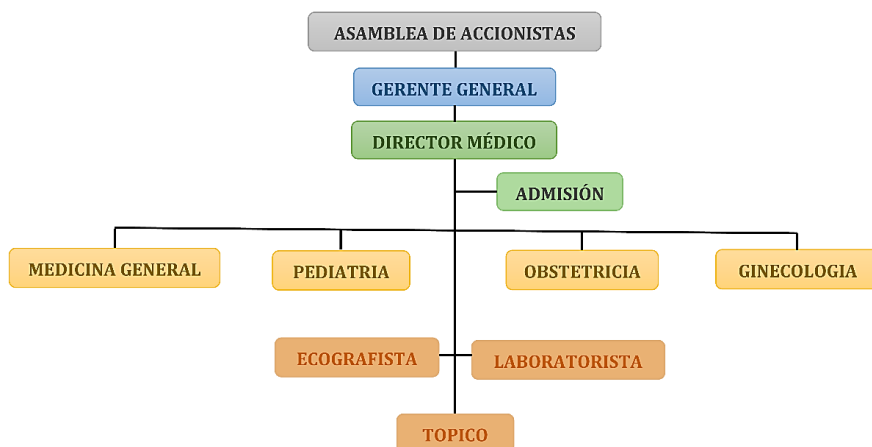 ASAMBLEA DE ACCIONISTAS
GERENTE GENERAL
DIRECTOR MÉDICO
ADMISIÓN
MEDICINA GENERAL
PEDIATRIA
OBSTETRICIA
GINECOLOGIA
ECOGRAFISTA
LABORATORISTA
TOPICO